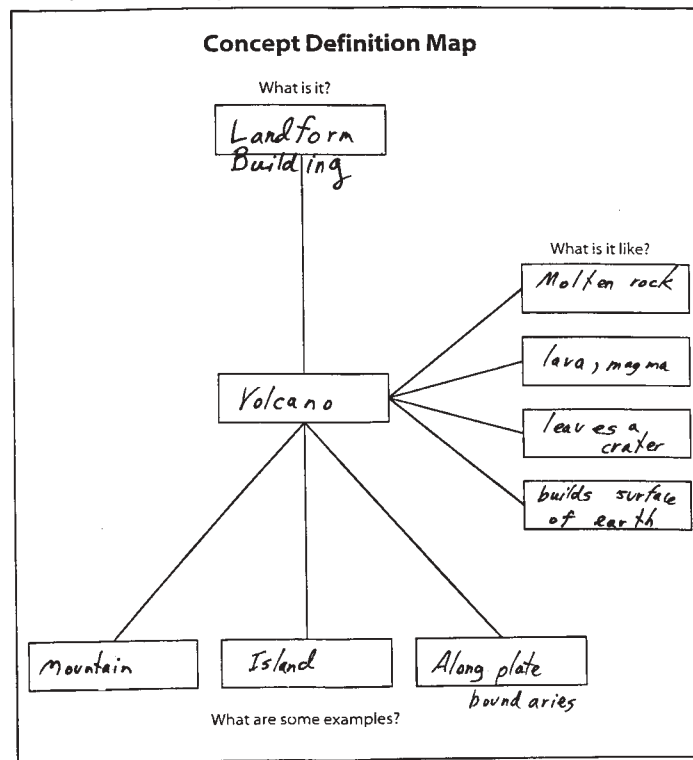 Concept Definition Map
What is it?
Landform
Building
What is it like?
Molten rock
lava, magma
leaves a
crater
builds surface
of earth
Volcano
Mountain
Island
Along plate
boundaries
What are some examples?